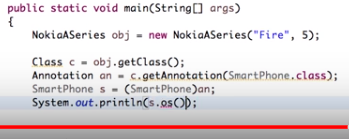 public static void main(String[] args)
{
NokiaASeries obj = new NokiaASeries("Fire", 5);
Class c = obj.getClass();
Annotation an = c.getAnnotation(SmartPhone.class);
SmartPhone s = (SmartPhone)an;
System.out.println(s.os());